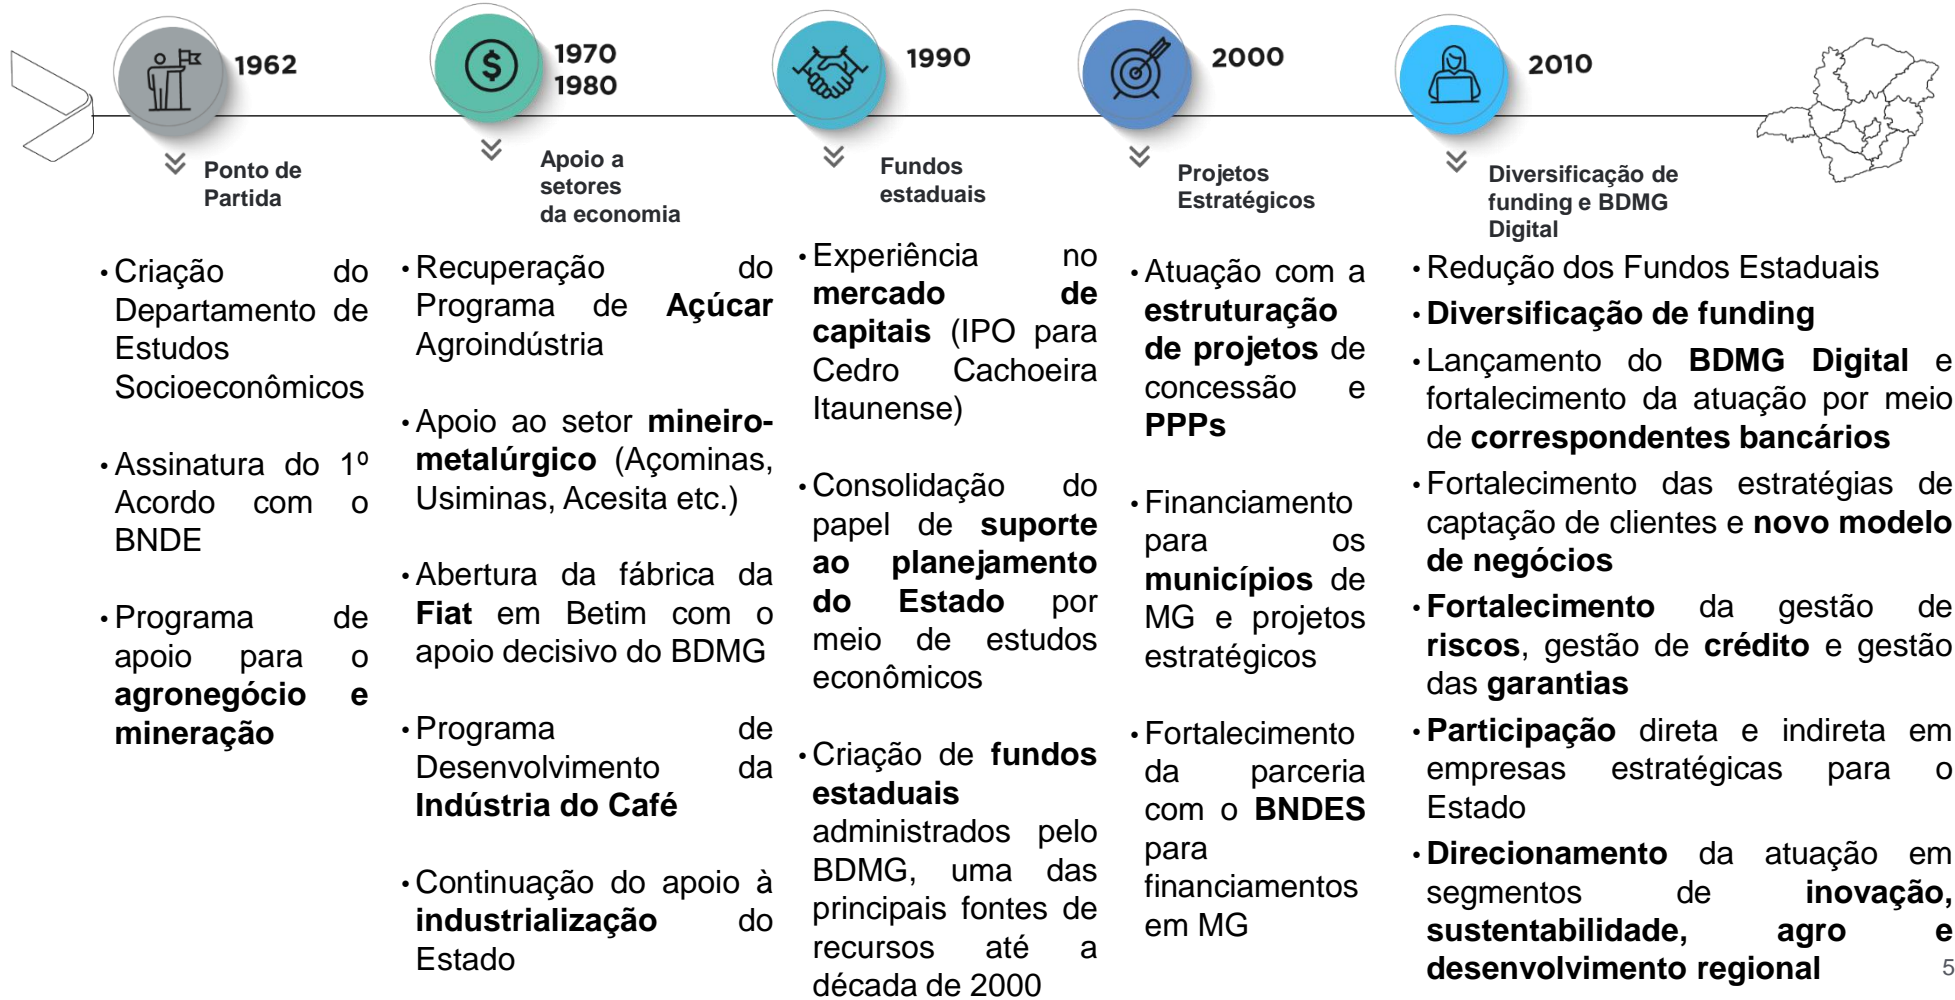 1962
Ponto de
Partida
• Criação do
Departamento de
Estudos
Socioeconômicos
• Assinatura do 1º
Acordo com o
BNDE
• Programa de
apoio para o
agronegócio e
mineração
1970
1980
Apoio a
setores
da economia
• Recuperação do
Programa de Açúcar
Agroindústria
• Apoio ao setor mineiro-
metalúrgico (Açominas,
Usiminas, Acesita etc.)
• Abertura da fábrica da
Fiat em Betim com o
apoio decisivo do BDMG
• Programa de
Desenvolvimento da
Indústria do Café
• Continuação do apoio à
industrialização do
Estado
1990
Fundos
estaduais
• Experiência no
mercado de
capitais (IPO para
Cedro Cachoeira
Itaunense)
• Consolidação do
papel de suporte
ao planejamento
do Estado por
meio de estudos
econômicos
• Criação de fundos
estaduais
administrados pelo
BDMG, uma das
principais fontes de
recursos até a
década de 2000
2000
Projetos
Estratégicos
• Atuação com a
estruturação
de projetos de
concessão e
PPPs
• Financiamento
para os
municípios de
MG e projetos
estratégicos
• Fortalecimento
da parceria
com o BNDES
para
financiamentos
em MG
2010
Diversificação de
funding e BDMG
Digital
• Redução dos Fundos Estaduais
• Diversificação de funding
• Lançamento do BDMG Digital e
fortalecimento da atuação por meio
de correspondentes bancários
• Fortalecimento das estratégias de
captação de clientes e novo modelo
de negócios
• Fortalecimento da gestão de
riscos, gestão de crédito e gestão
das garantias
• Participação direta e indireta em
empresas estratégicas para o
Estado
• Direcionamento da atuação em
segmentos de inovação,
sustentabilidade, agro e
desenvolvimento regional
5